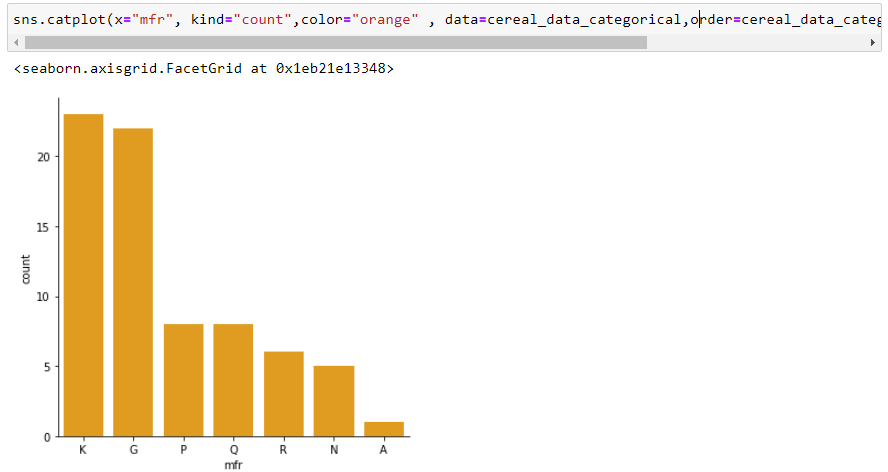 sns.catplot(x="mfr", kind="count",color="orange" , data=cereal_data_categorical,order=cereal_data_categ
<seaborn.axisgrid.FacetGrid at 0x1eb21e13348>
20
15
10
5
0
count
K G P Q R N A
mfr